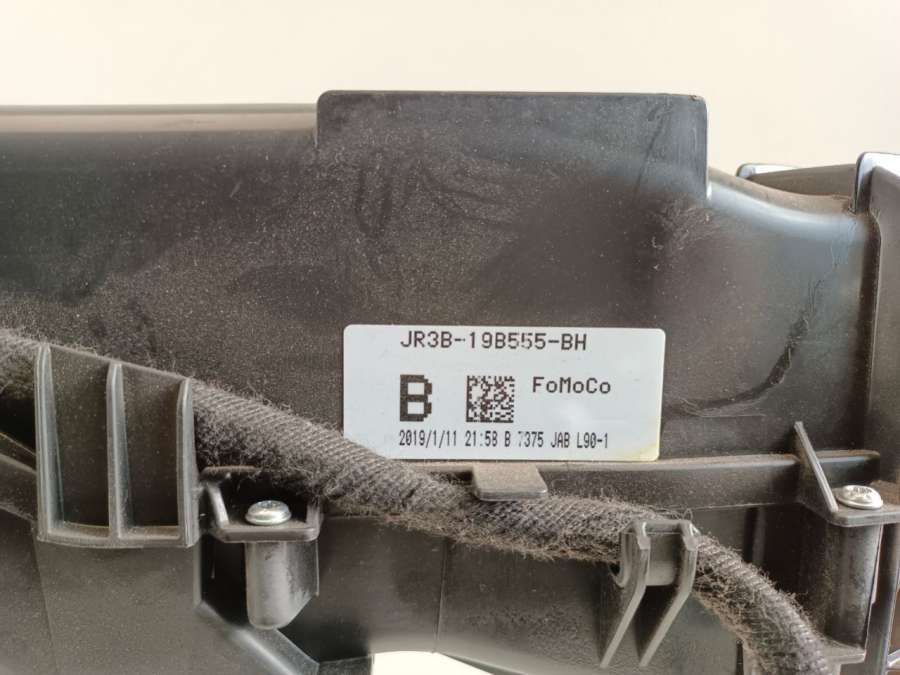 JR3B-19B555-BH
B
FoMoCo
2019/1/11 21:58 B 7375 JAB L90-1